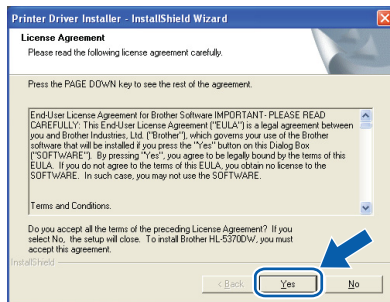 Printer Driver Installer - InstallShield Wizard
License Agreement
Please read the following license agreement carefully.
Press the PAGE DOWN key to see the rest of the agreement.
End-User License Agreement for Brother Software IMPORTANT- PLEASE READ
CAREFULLY: This End-User License Agreement ("EULA") is a legal agreement between
you and Brother Industries, Ltd. ("Brother"), which governs your use of the Brother
software that will be installed if you press the "Yes" button on this Dialog Box
("SOFTWARE"). By pressing "Yes", you agree to be legally bound by the terms of this
EULA. If you do not agree to the terms of this EULA, you obtain no license to the
SOFTWARE. In such case, you may not use the SOFTWARE.
Terms and Conditions.
Do you accept all the terms of the preceding License Agreement? If you
select No, the setup will close. To install Brother HL-5370DW, you must
accept this agreement.
InstallShield
< Back Yes No